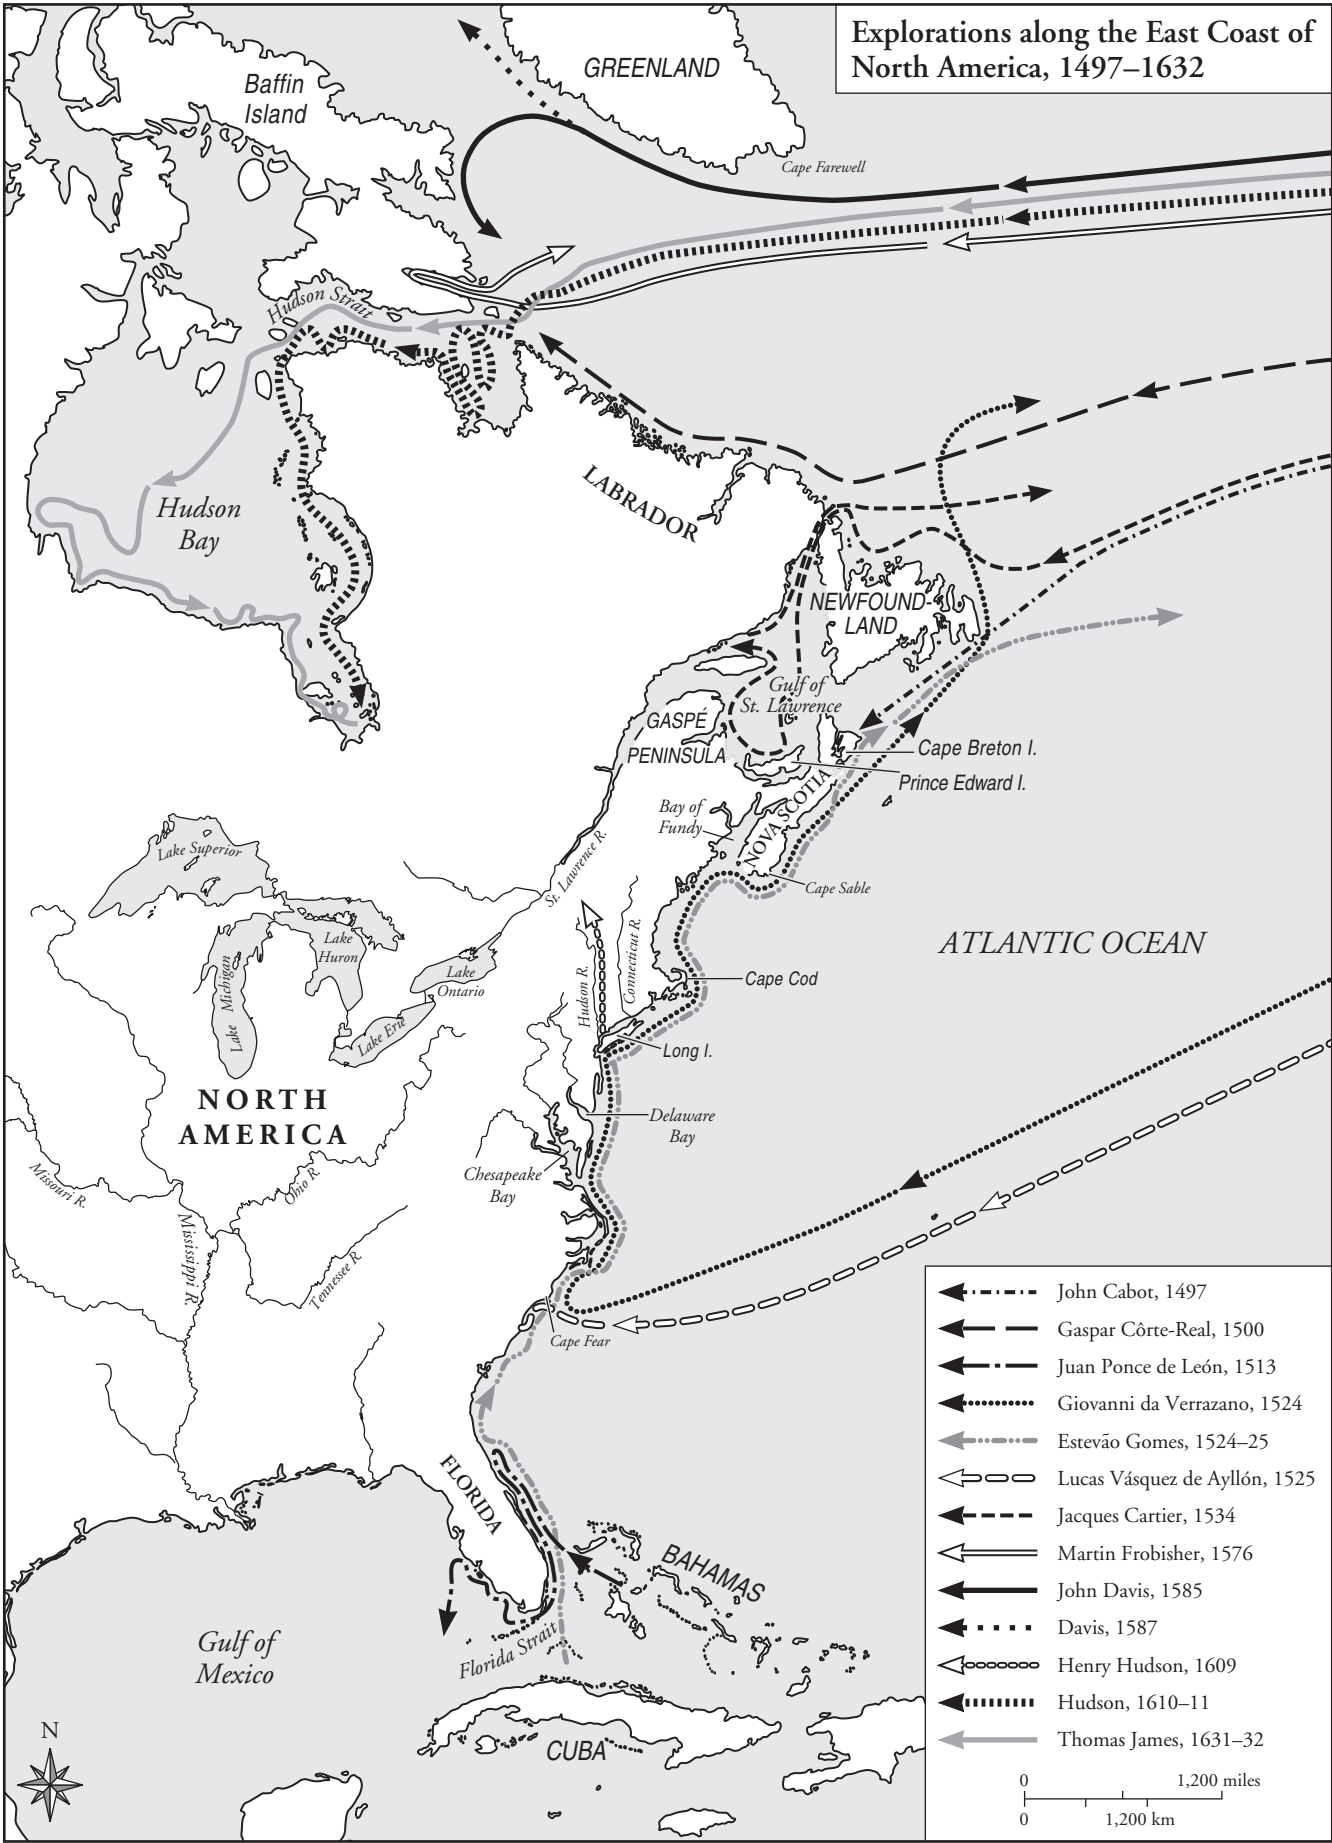 Explorations along the East Coast of
North America, 1497–1632
GREENLAND
Baffin
Island
Cape Farewell
Hudson Strait
Hudson
Bay
LABRADOR
NEWFOUND-
LAND
Gulf of
St. Lawrence
GASPÉ
PENINSULA
Cape Breton I.
Prince Edward I.
NOVA SCOTIA
Bay of
Fundy
Cape Sable
St. Lawrence R.
Lake Superior
Lake Michigan
Lake
Huron
Lake
Ontario
Lake Erie
Hudson R.
Connecticut R.
Cape Cod
Long I.
ATLANTIC OCEAN
NORTH
AMERICA
Delaware
Bay
Chesapeake
Bay
Missouri R.
Ohio R.
Mississippi R.
Tennessee R.
Cape Fear
FLORIDA
BAHAMAS
Florida Strait
Gulf of
Mexico
CUBA
N
John Cabot, 1497
Gaspar Côrte-Real, 1500
Juan Ponce de León, 1513
Giovanni da Verrazano, 1524
Estevão Gomes, 1524–25
Lucas Vásquez de Ayllón, 1525
Jacques Cartier, 1534
Martin Frobisher, 1576
John Davis, 1585
Davis, 1587
Henry Hudson, 1609
Hudson, 1610–11
Thomas James, 1631–32
0 1,200 miles
0 1,200 km